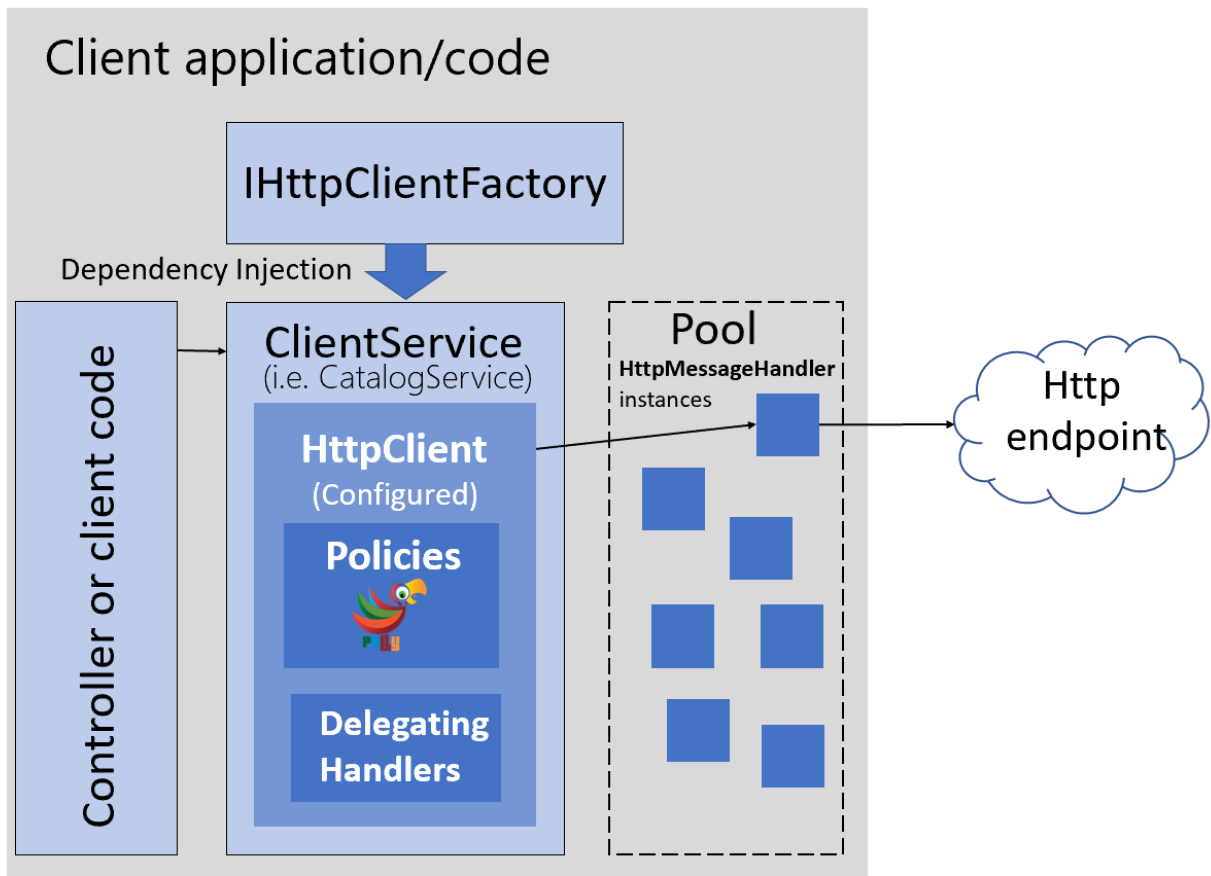 Client application/code
IHttpClientFactory
Dependency Injection
Controller or client code
ClientService
(i.e. CatalogService)
HttpClient
(Configured)
Policies
POLLY
Delegating
Handlers
Pool
HttpMessageHandler
instances
Http
endpoint